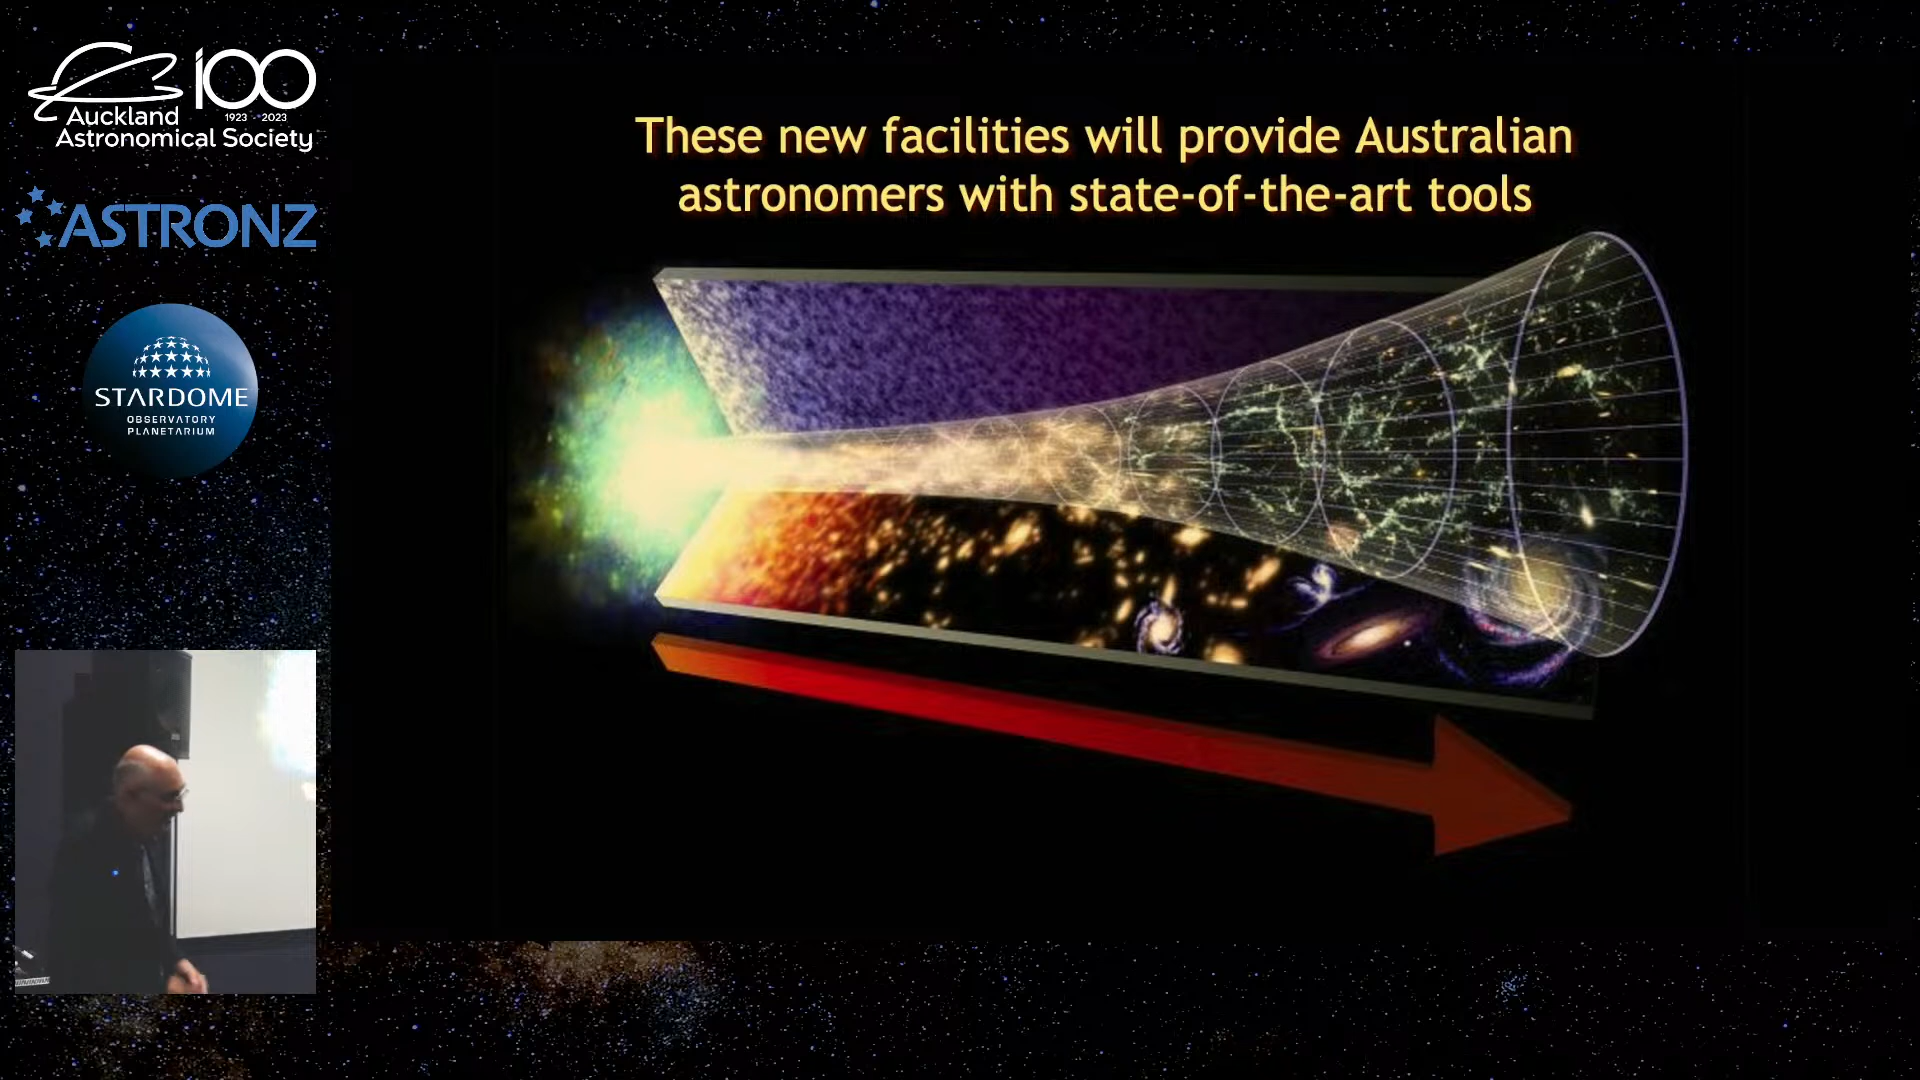 100
1923 - 2023
Auckland
Astronomical Society
ASTRONZ
STARDOME
OBSERVATORY
PLANETARIUM
These new facilities will provide Australian
astronomers with state-of-the-art tools